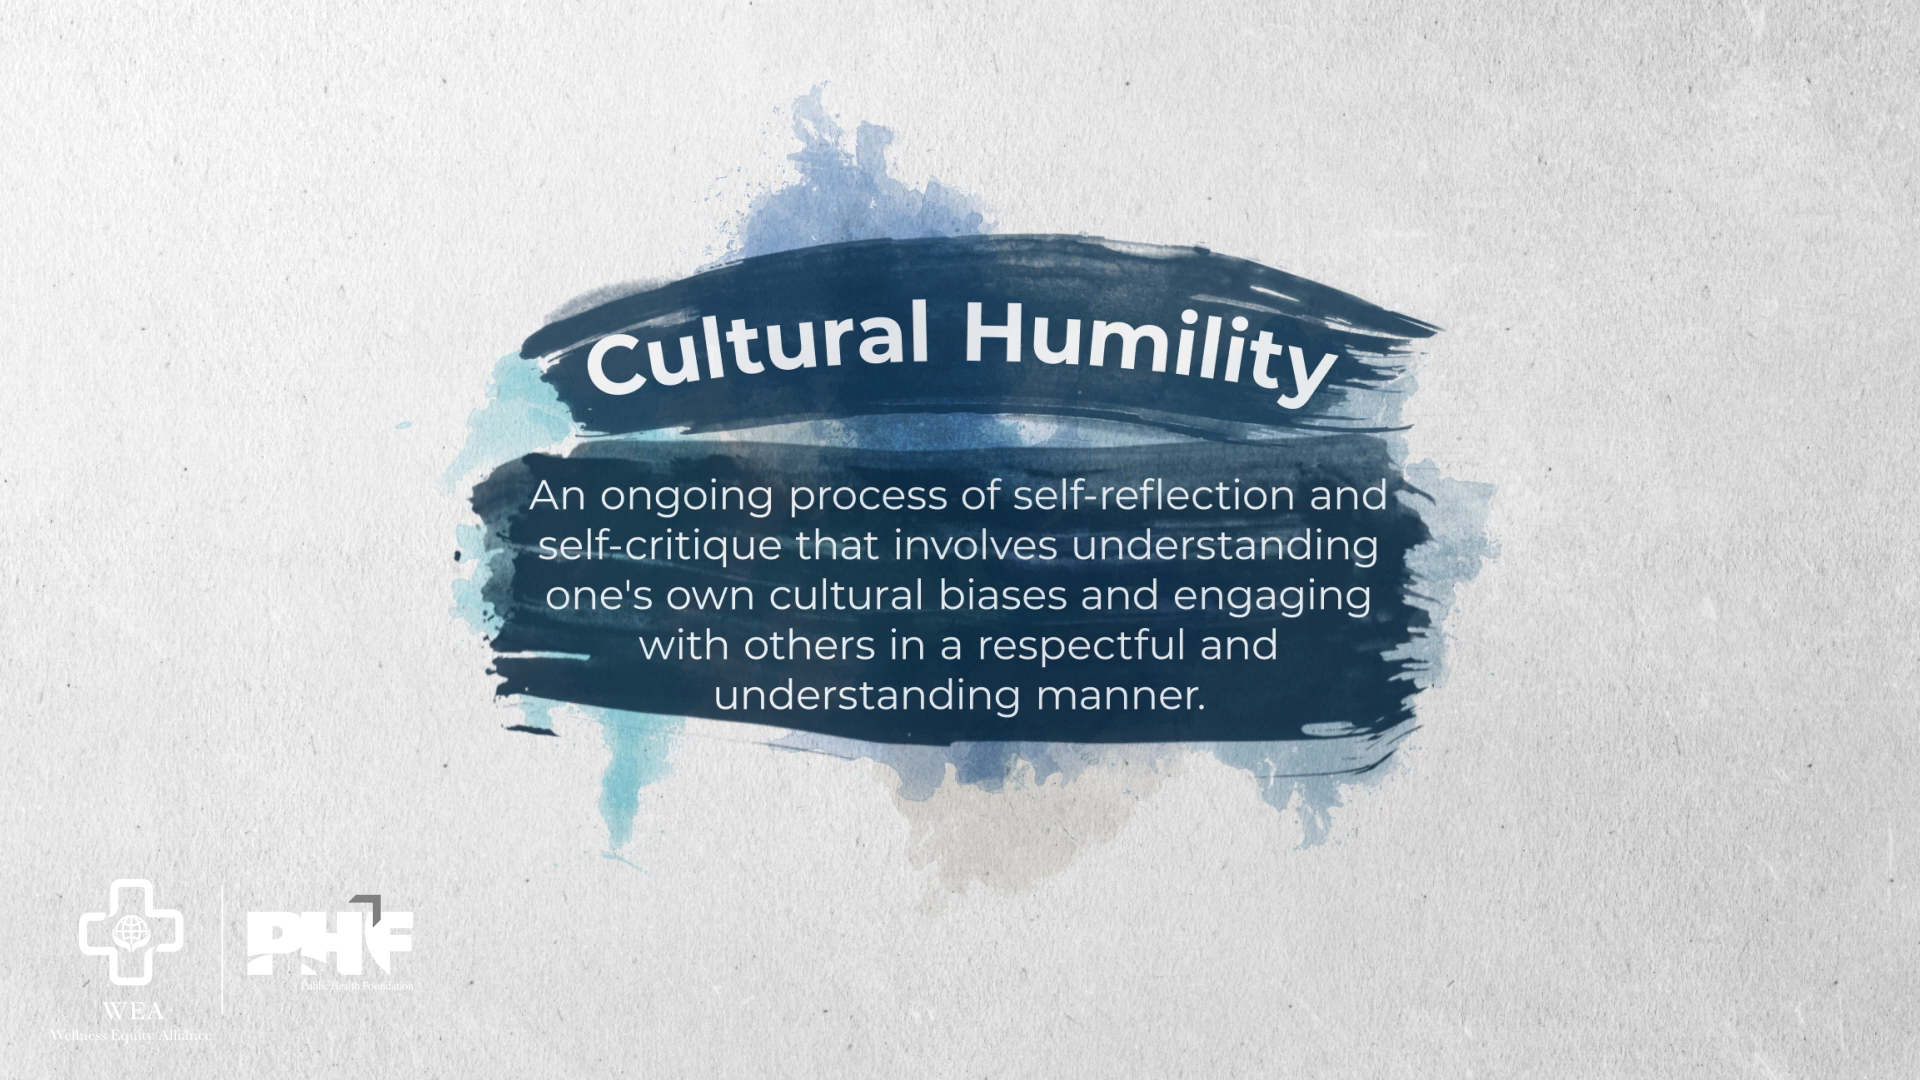 Cultural Humility
An ongoing process of self-reflection and
self-critique that involves understanding
one's own cultural biases and engaging
with others in a respectful and
understanding manner.
WEA
Wellness Equity Alliance
PHF
Public Health Foundation